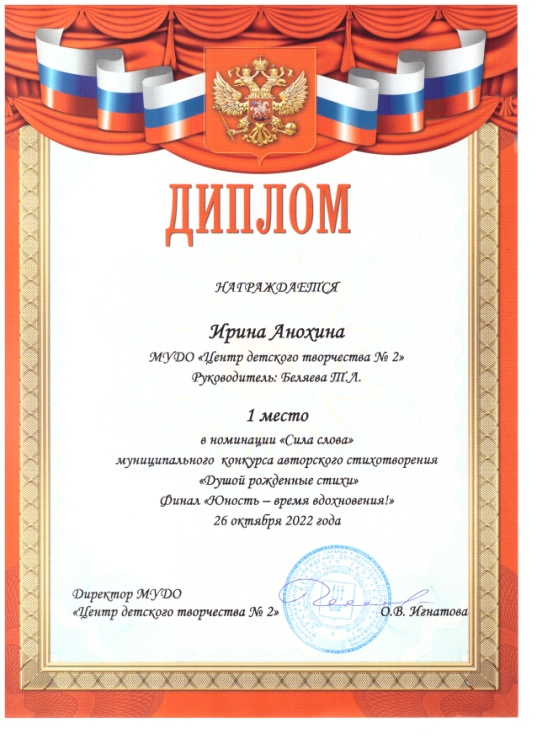 ДИПЛОМ
НАГРАЖДАЕТСЯ
Ирина Анохина
МУДО «Центр детского творчества № 2»
Руководитель: Беляева Т.Л.
1 место
в номинации «Сила слова»
муниципального конкурса авторского стихотворения
«Душой рожденные стихи»
Финал «Юность – время вдохновения!»
26 октября 2022 года
Директор МУДО
«Центр детского творчества № 2» О.В. Игнатова